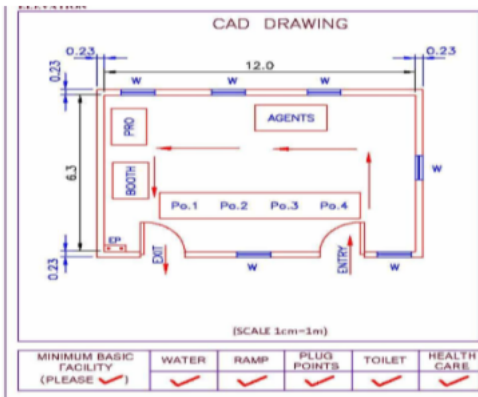 ELEVATION
CAD DRAWING
0.23
0.23
12.0
0.23
W
W
W
PRO
AGENTS
6.3
BOOTH
W
Po.1 Po.2 Po.3 Po.4
EP
EXIT
ENTRY
0.23
W
W
(SCALE 1cm=1m)
MINIMUM BASIC FACILITY (PLEASE ✓)
WATER
RAMP
PLUG POINTS
TOILET
HEALTH CARE
✓ ✓ ✓ ✓ ✓